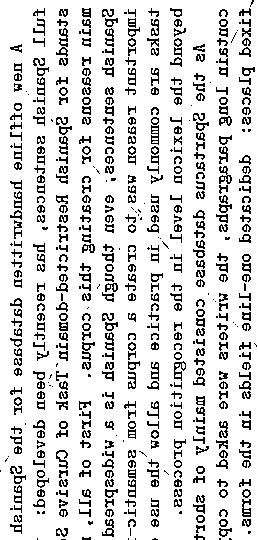 A new offline handwritten database for the Spanish
full Spanish sentences, has recently been developed:
stands for Spanish Restricted-domain Task of Cursive Sc
main reasons for creating this corpus. First of all, m
Spanish sentences, even though Spanish is a widespread
important reason was to create a corpus from semantic-
tasks are commonly used in practice and allow the use
beyond the lexicon level in the recognition process.
As the Spartacus database consisted mainly of short
contain long paragraphs, the writers were asked to cop
fixed places: dedicated one-line fields in the forms.